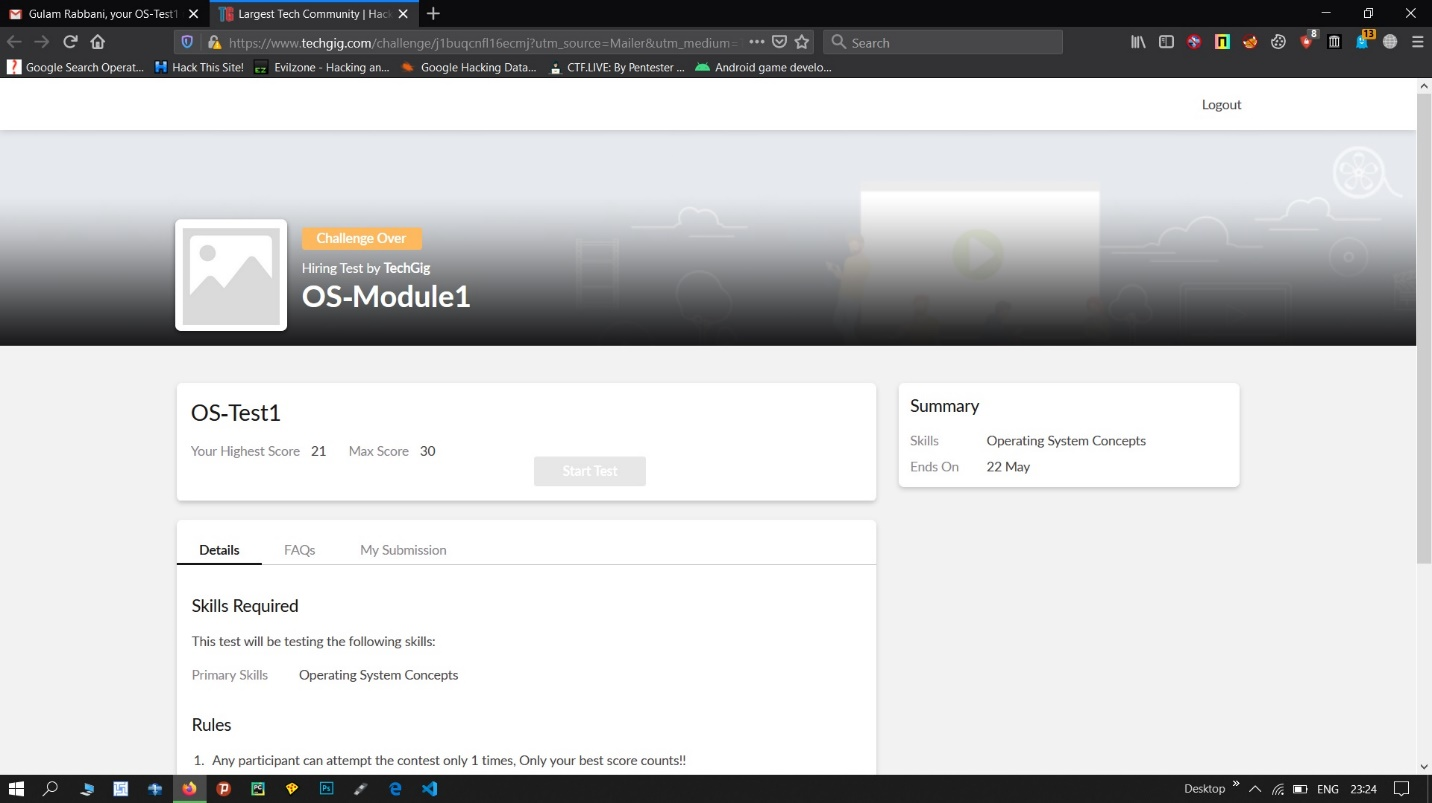 Gulam Rabbani, your OS-Test1
Largest Tech Community | Hac
https://www.techgig.com/challenge/j1buqcnfl16ecmj?utm_source=Mailer&utm_medium=
Search
8
13
Google Search Operat...
Hack This Site!
Evilzone - Hacking an...
Google Hacking Data...
CTF.LIVE: By Pentester ...
Android game develo...
Logout
Challenge Over
Hiring Test by TechGig
OS-Module1
OS-Test1
Your Highest Score 21 Max Score 30
Start Test
Summary
Skills Operating System Concepts
Ends On 22 May
Details FAQs My Submission
Skills Required
This test will be testing the following skills:
Primary Skills Operating System Concepts
Rules
1. Any participant can attempt the contest only 1 times, Only your best score counts!!
Desktop
ENG
23:24